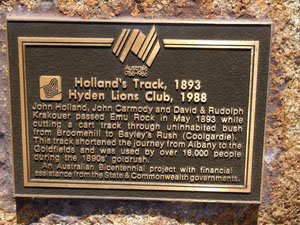 Australia
1788-1988
Holland's Track, 1893
Hyden Lions Club, 1988
John Holland, John Carmody and David & Rudolph
Krakouer passed Emu Rock in May 1893 while
cutting a cart track through uninhabited bush
from Broomehill to Bayley's Rush (Coolgardie).
This track shortened the journey from Albany to the
Goldfields and was used by over 18,000 people
during the 1890s' goldrush.
An Australian Bicentennial project with financial
assistance from the State & Commonwealth governments.